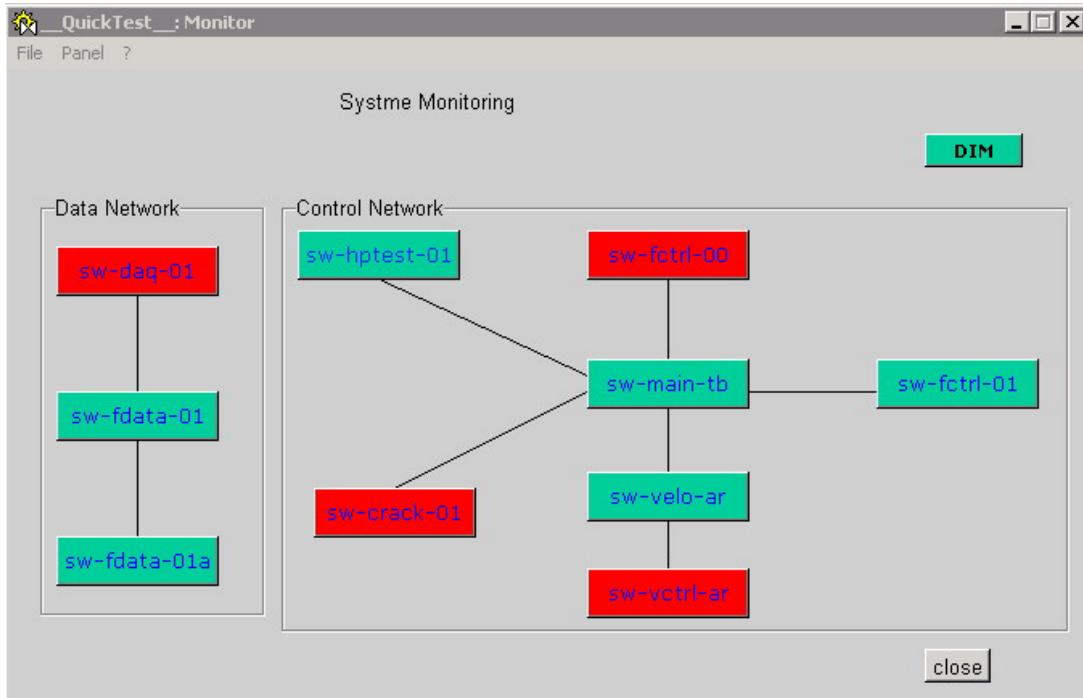 __QuickTest__: Monitor
File Panel ?
Systme Monitoring
DIM
Data Network
sw-daq-01
sw-fdata-01
sw-fdata-01a
Control Network
sw-hptest-01
sw-fctrl-00
sw-main-tb
sw-fctrl-01
sw-crack-01
sw-velo-ar
sw-vctrl-ar
close